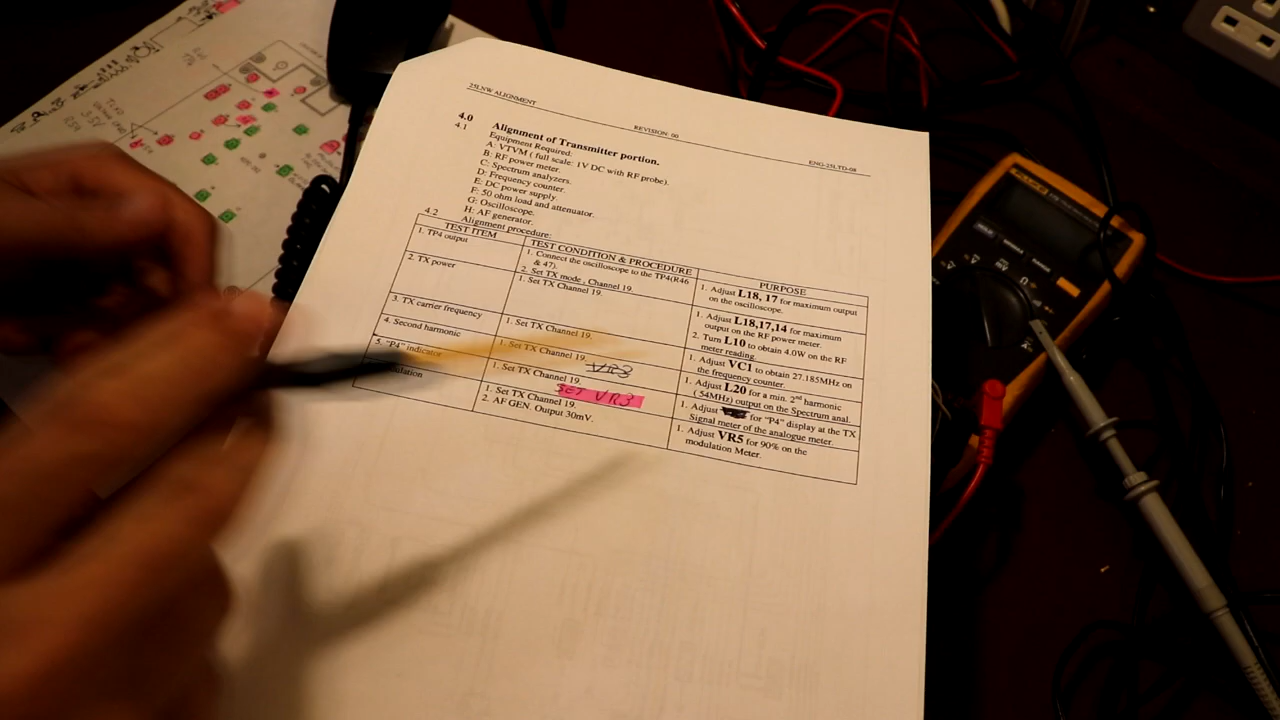 25LNW ALIGNMENT
REVISION: 00
ENG-25LTD-04
4.0 Alignment of Transmitter portion.
4.1 Equipment Required:
A: VTVM ( full scale: 1V DC with RF probe).
B: RF power meter.
C: Spectrum analyzers.
D: Frequency counter.
E: DC power supply.
F: 50 ohm load and attenuator.
G: Oscilloscope.
H: AF generator.
4.2 Alignment procedure:
TEST ITEM
TEST CONDITION & PROCEDURE
PURPOSE
1. TP4 output
1. Connect the oscilloscope to the TP4(R46
& 47).
2. Set TX mode , Channel 19.
1. Adjust L18, 17 for maximum output
on the oscilloscope.
2. TX power
1. Set TX Channel 19.
1. Adjust L18,17,14 for maximum
output on the RF power meter.
2. Turn L10 to obtain 4.0W on the RF
meter reading.
3. TX carrier frequency
1. Set TX Channel 19.
1. Adjust VC1 to obtain 27.185MHz on
the frequency counter.
4. Second harmonic
1. Set TX Channel 19.
VR3
1. Adjust L20 for a min. 2nd harmonic
( 54MHz) output on the Spectrum anal.
5. "P4" indicator
1. Set TX Channel 19.
SET VR3
1. Adjust for "P4" display at the TX
Signal meter of the analogue meter.
1. Set TX Channel 19.
2. AF GEN. Output 30mV.
1. Adjust VR5 for 90% on the
modulation Meter.